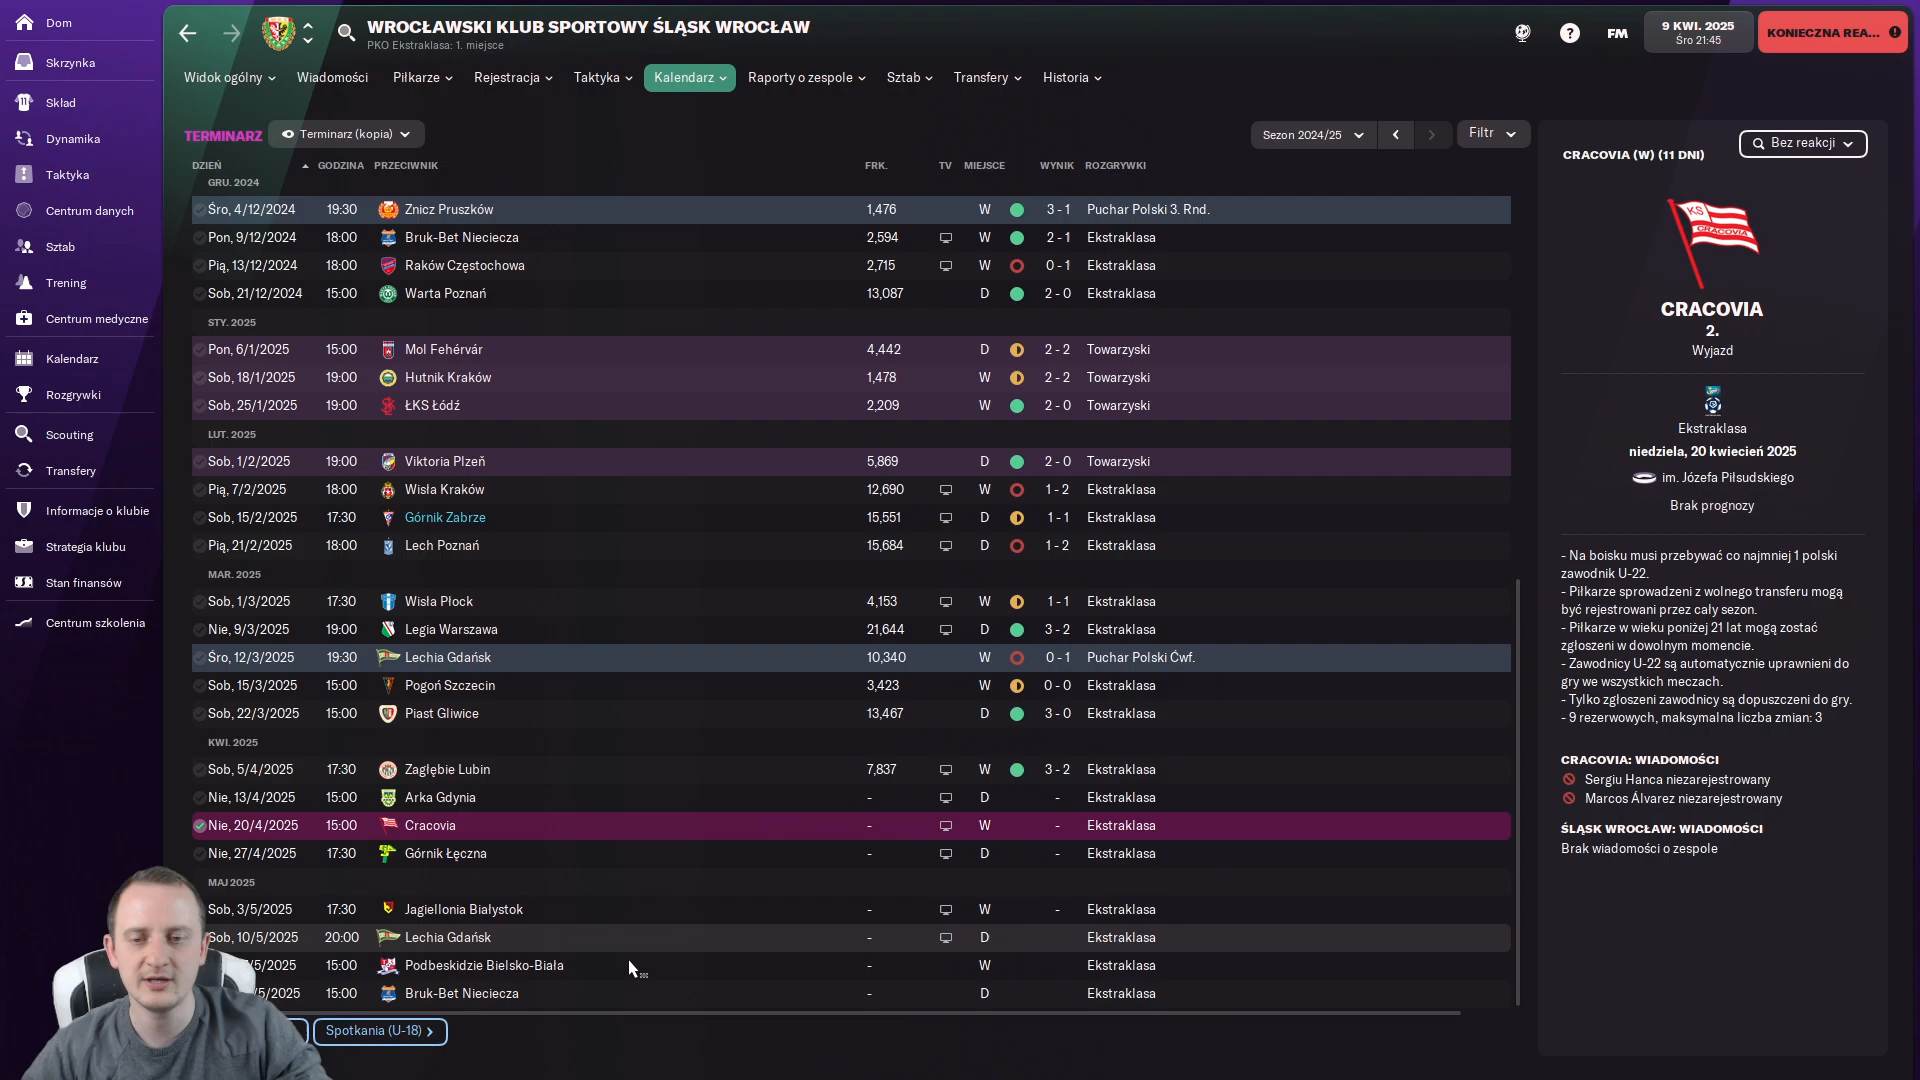 Dom
Skrzynka
Skład
Dynamika
Taktyka
Centrum danych
Sztab
Trening
Centrum medyczne
Kalendarz
Rozgrywki
Scouting
Transfery
Informacje o klubie
Strategia klubu
Stan finansów
Centrum szkolenia
WROCŁAWSKI KLUB SPORTOWY ŚLĄSK WROCŁAW
PKO Ekstraklasa: 1. miejsce
FM
9 KWI. 2025
Śro 21:45
KONIECZNA REA...
Widok ogólny Wiadomości Piłkarze Rejestracja Taktyka Kalendarz Raporty o zespole Sztab Transfery Historia
TERMINARZ Terminarz (kopia) Sezon 2024/25 Filtr
DZIEŃ GODZINA PRZECIWNIK FRK. TV MIEJSCE WYNIK ROZGRYWKI
GRU. 2024
Śro, 4/12/2024 19:30 Znicz Pruszków 1,476 W 3 - 1 Puchar Polski 3. Rnd.
Pon, 9/12/2024 18:00 Bruk-Bet Nieciecza 2,594 W 2 - 1 Ekstraklasa
Pią, 13/12/2024 18:00 Raków Częstochowa 2,715 W 0 - 1 Ekstraklasa
Sob, 21/12/2024 15:00 Warta Poznań 13,087 D 2 - 0 Ekstraklasa
STY. 2025
Pon, 6/1/2025 15:00 Mol Fehérvár 4,442 D 2 - 2 Towarzyski
Sob, 18/1/2025 19:00 Hutnik Kraków 1,478 W 2 - 2 Towarzyski
Sob, 25/1/2025 19:00 ŁKS Łódź 2,209 W 2 - 0 Towarzyski
LUT. 2025
Sob, 1/2/2025 19:00 Viktoria Plzeň 5,869 D 2 - 0 Towarzyski
Pią, 7/2/2025 18:00 Wisła Kraków 12,690 W 1 - 2 Ekstraklasa
Sob, 15/2/2025 17:30 Górnik Zabrze 15,551 D 1 - 1 Ekstraklasa
Pią, 21/2/2025 18:00 Lech Poznań 15,684 D 1 - 2 Ekstraklasa
MAR. 2025
Sob, 1/3/2025 17:30 Wisła Płock 4,153 W 1 - 1 Ekstraklasa
Nie, 9/3/2025 19:00 Legia Warszawa 21,644 D 3 - 2 Ekstraklasa
Śro, 12/3/2025 19:30 Lechia Gdańsk 10,340 W 0 - 1 Puchar Polski Ćwf.
Sob, 15/3/2025 15:00 Pogoń Szczecin 3,423 W 0 - 0 Ekstraklasa
Sob, 22/3/2025 15:00 Piast Gliwice 13,467 D 3 - 0 Ekstraklasa
KWI. 2025
Sob, 5/4/2025 17:30 Zagłębie Lubin 7,837 W 3 - 2 Ekstraklasa
Nie, 13/4/2025 15:00 Arka Gdynia - D - Ekstraklasa
Nie, 20/4/2025 15:00 Cracovia - W - Ekstraklasa
Nie, 27/4/2025 17:30 Górnik Łęczna - D - Ekstraklasa
MAJ 2025
Sob, 3/5/2025 17:30 Jagiellonia Białystok - W - Ekstraklasa
Sob, 10/5/2025 20:00 Lechia Gdańsk - D Ekstraklasa
/5/2025 15:00 Podbeskidzie Bielsko-Biała - W Ekstraklasa
/5/2025 15:00 Bruk-Bet Nieciecza - D Ekstraklasa
Spotkania (U-18)
CRACOVIA (W) (11 DNI) Bez reakcji
KS
CRACOVIA
CRACOVIA
2.
Wyjazd
Ekstraklasa
niedziela, 20 kwiecień 2025
im. Józefa Piłsudskiego
Brak prognozy
- Na boisku musi przebywać co najmniej 1 polski
zawodnik U-22.
- Piłkarze sprowadzeni z wolnego transferu mogą
być rejestrowani przez cały sezon.
- Piłkarze w wieku poniżej 21 lat mogą zostać
zgłoszeni w dowolnym momencie.
- Zawodnicy U-22 są automatycznie uprawnieni do
gry we wszystkich meczach.
- Tylko zgłoszeni zawodnicy są dopuszczeni do gry.
- 9 rezerwowych, maksymalna liczba zmian: 3
CRACOVIA: WIADOMOŚCI
Sergiu Hanca niezarejestrowany
Marcos Álvarez niezarejestrowany
ŚLĄSK WROCŁAW: WIADOMOŚCI
Brak wiadomości o zespole